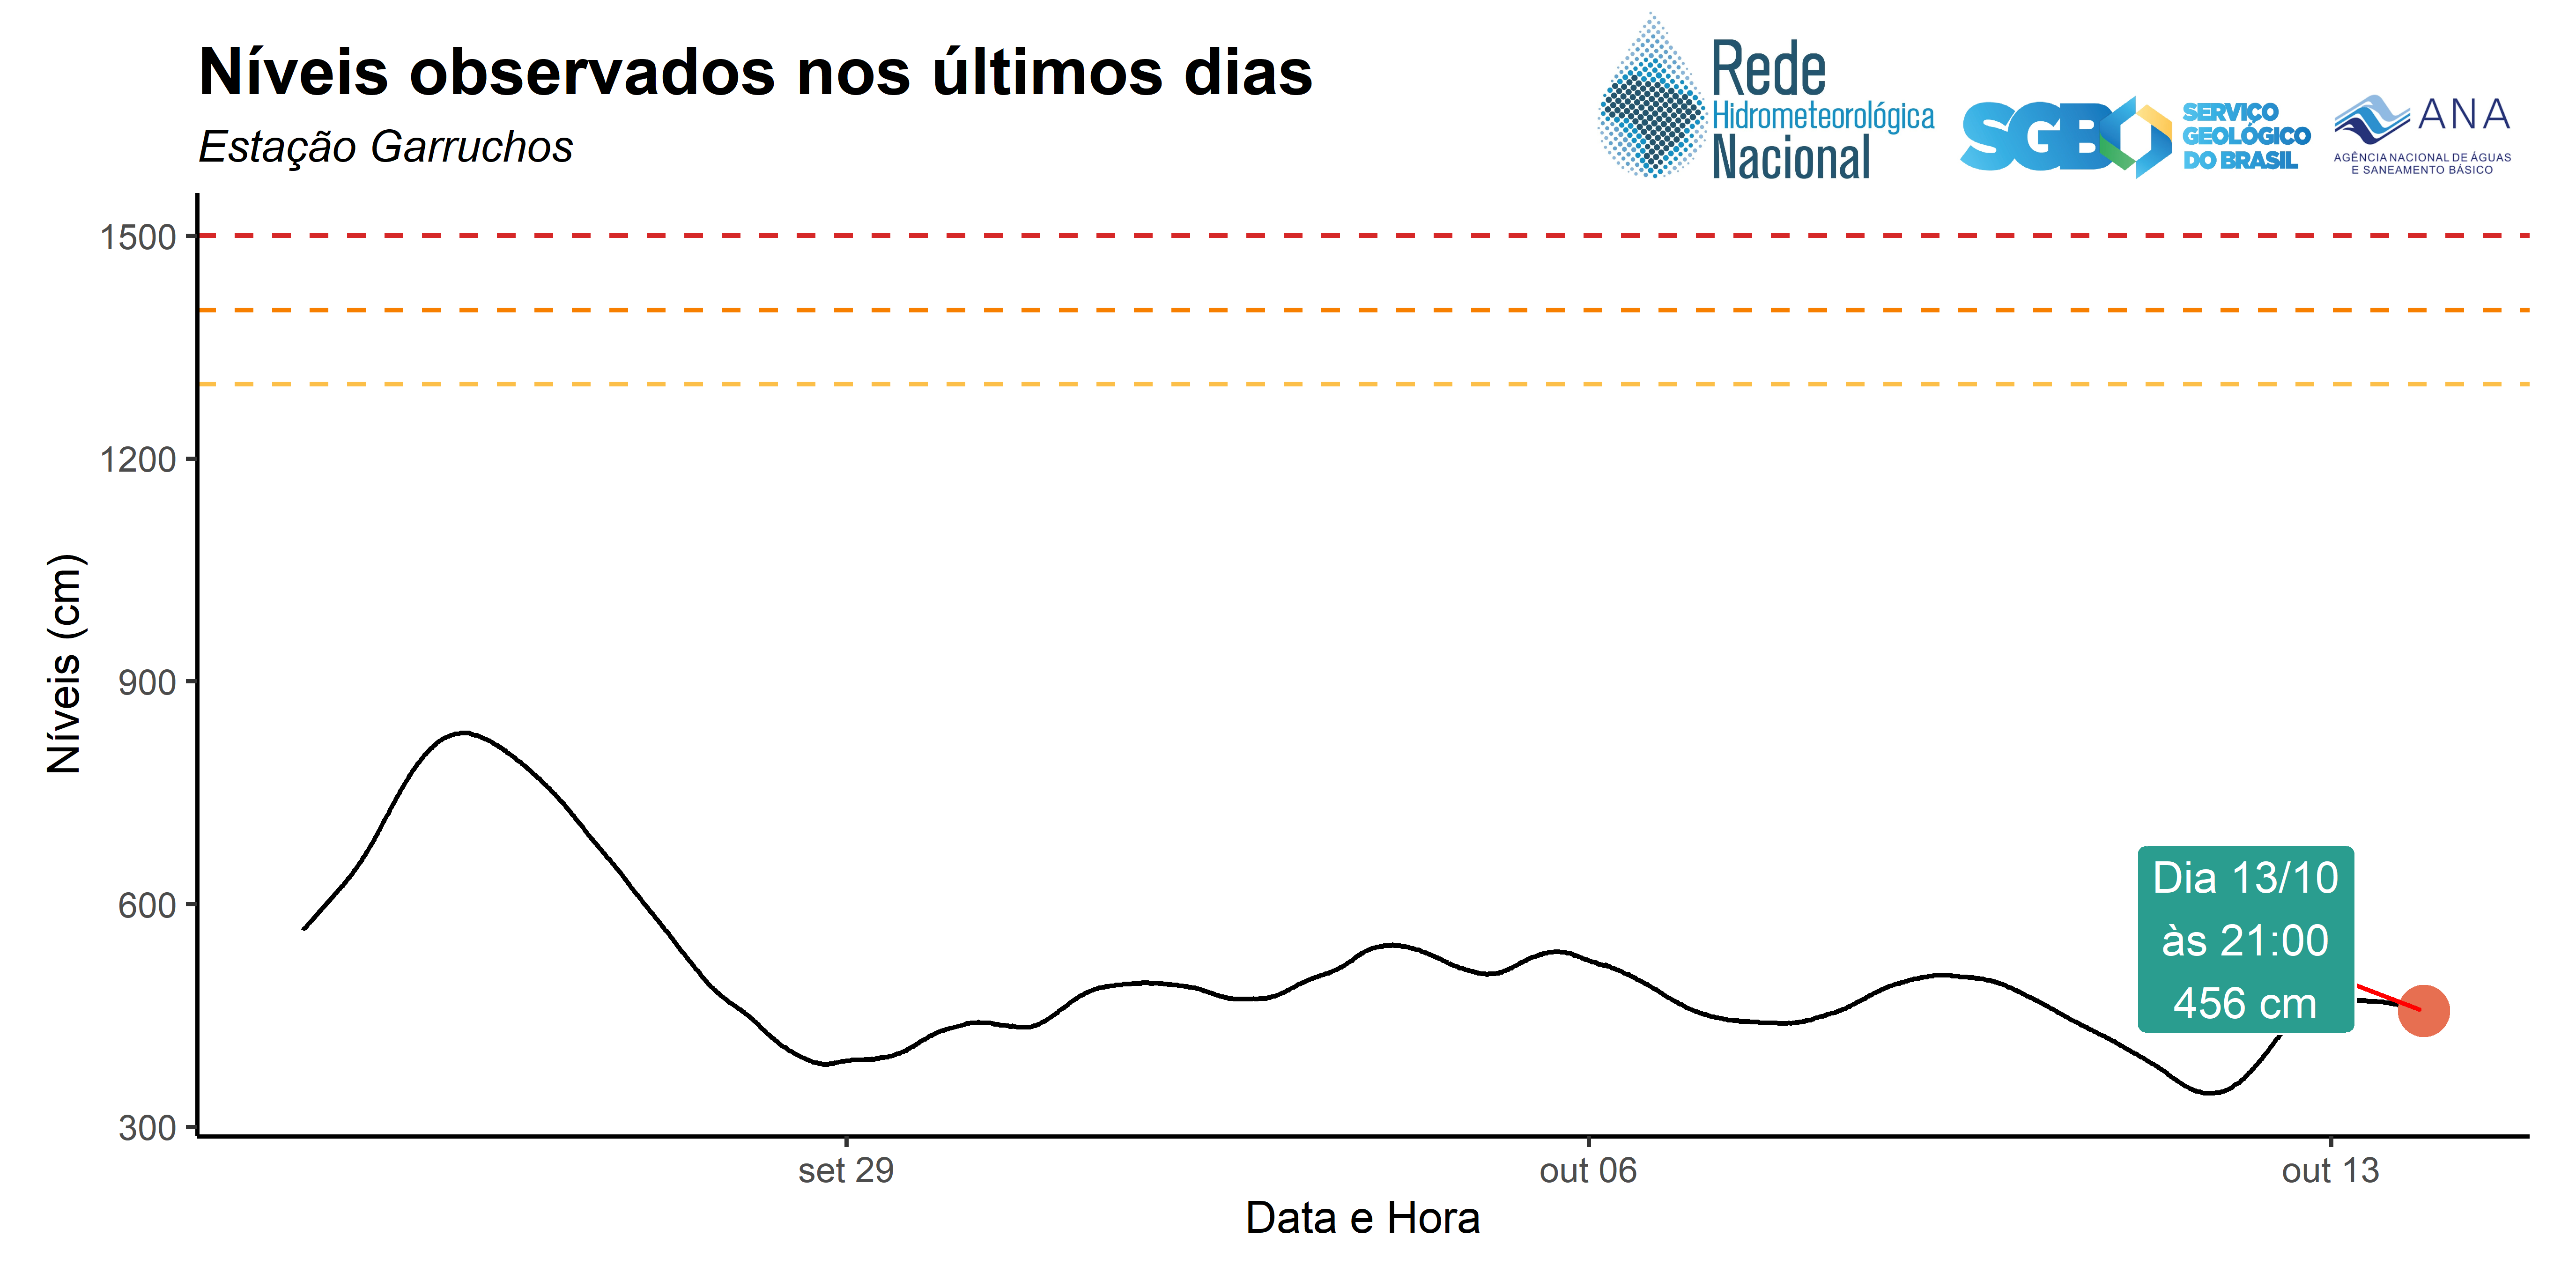 Níveis observados nos últimos dias
Estação Garruchos
Rede
Hidrometeorológica
Nacional
SGB
SERVIÇO
GEOLÓGICO
DO BRASIL
ANA
AGÊNCIA NACIONAL DE ÁGUAS
E SANEAMENTO BÁSICO
Níveis (cm)
1500
1200
900
600
300
Dia 13/10
às 21:00
456 cm
set 29
out 06
out 13
Data e Hora